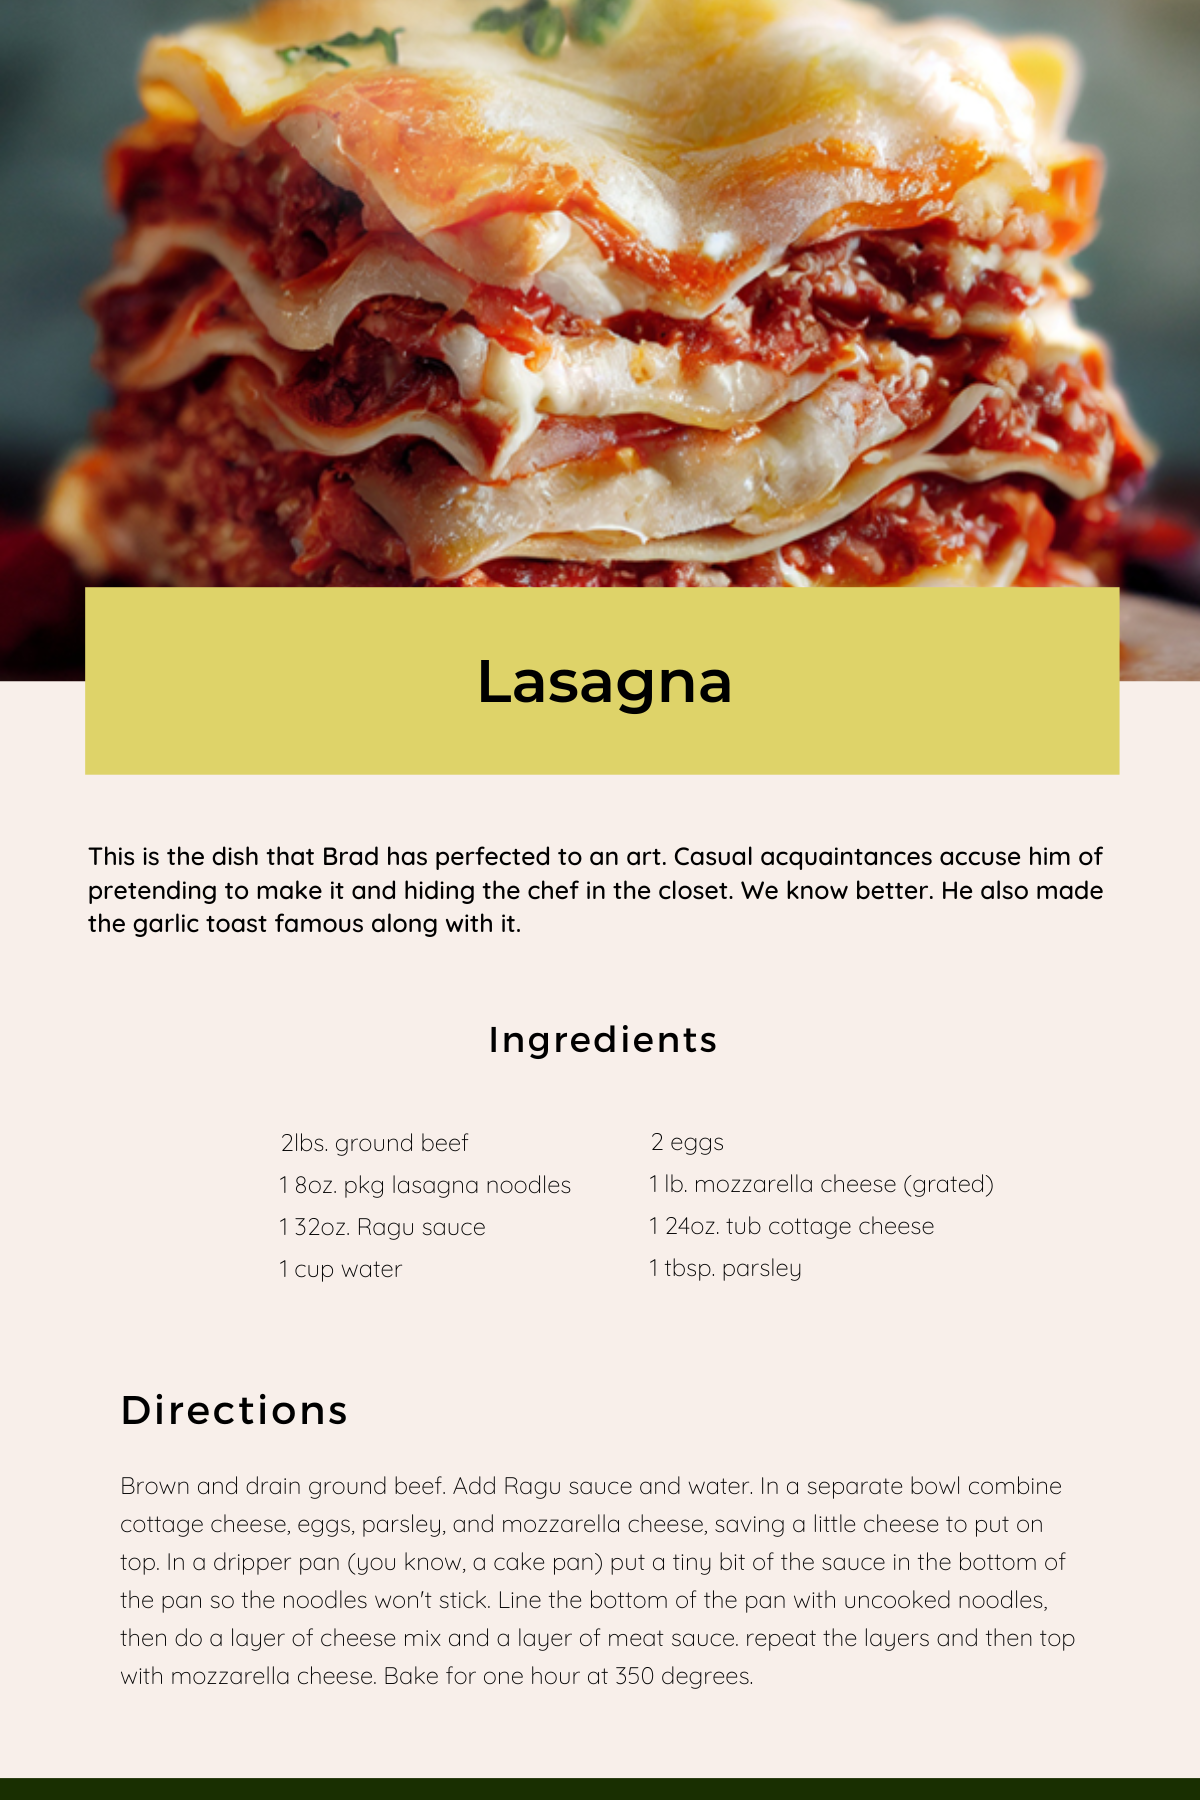 Lasagna
This is the dish that Brad has perfected to an art. Casual acquaintances accuse him of
pretending to make it and hiding the chef in the closet. We know better. He also made
the garlic toast famous along with it.
Ingredients
2lbs. ground beef
1 8oz. pkg lasagna noodles
1 32oz. Ragu sauce
1 cup water
2 eggs
1 lb. mozzarella cheese (grated)
1 24oz. tub cottage cheese
1 tbsp. parsley
Directions
Brown and drain ground beef. Add Ragu sauce and water. In a separate bowl combine
cottage cheese, eggs, parsley, and mozzarella cheese, saving a little cheese to put on
top. In a dripper pan (you know, a cake pan) put a tiny bit of the sauce in the bottom of
the pan so the noodles won't stick. Line the bottom of the pan with uncooked noodles,
then do a layer of cheese mix and a layer of meat sauce. repeat the layers and then top
with mozzarella cheese. Bake for one hour at 350 degrees.